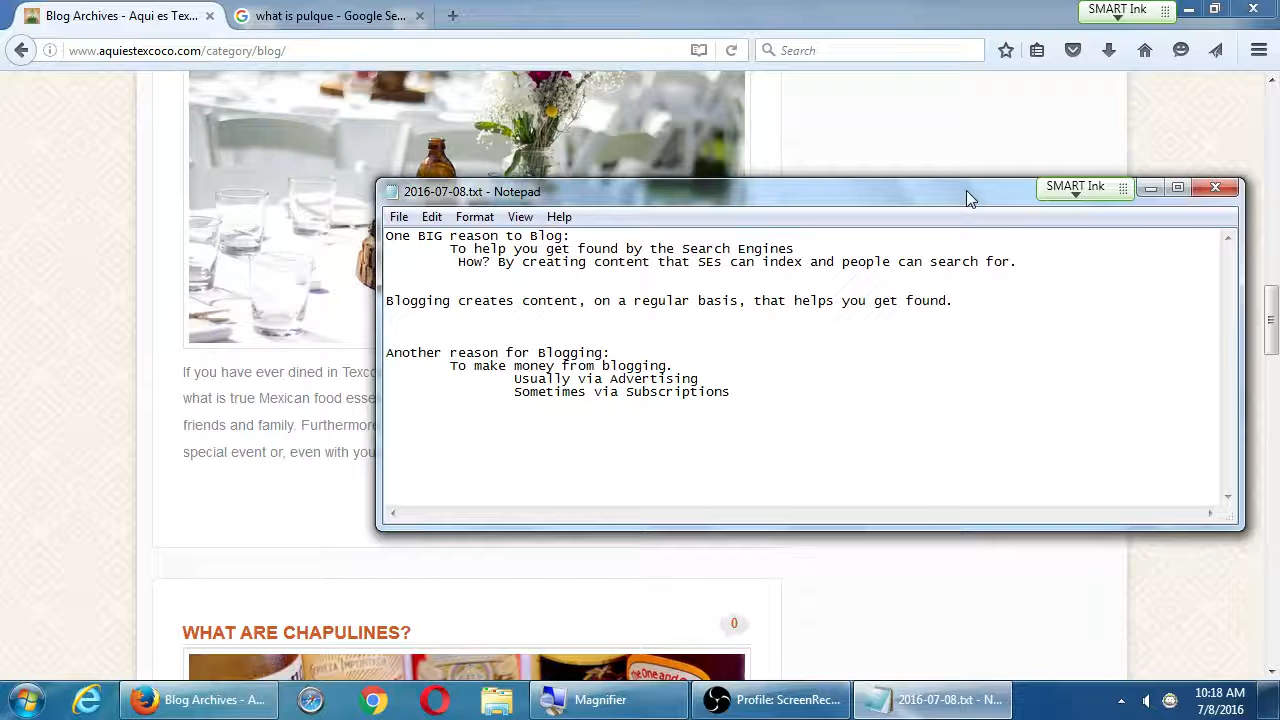 Blog Archives - Aqui es Tex...
what is pulque - Google Se...
SMART Ink
www.aquiestexcoco.com/category/blog/
Search
2016-07-08.txt - Notepad
SMART Ink
File Edit Format View Help
One BIG reason to Blog:
To help you get found by the Search Engines
How? By creating content that SEs can index and people can search for.
Blogging creates content, on a regular basis, that helps you get found.
Another reason for Blogging:
To make money from blogging.
Usually via Advertising
Sometimes via Subscriptions
If you have ever dined in Texco
what is true Mexican food esse
friends and family. Furthermore
special event or, even with you
WHAT ARE CHAPULINES?
0
Blog Archives - A...
Magnifier
Profile: ScreenRec...
2016-07-08.txt - N...
10:18 AM
7/8/2016